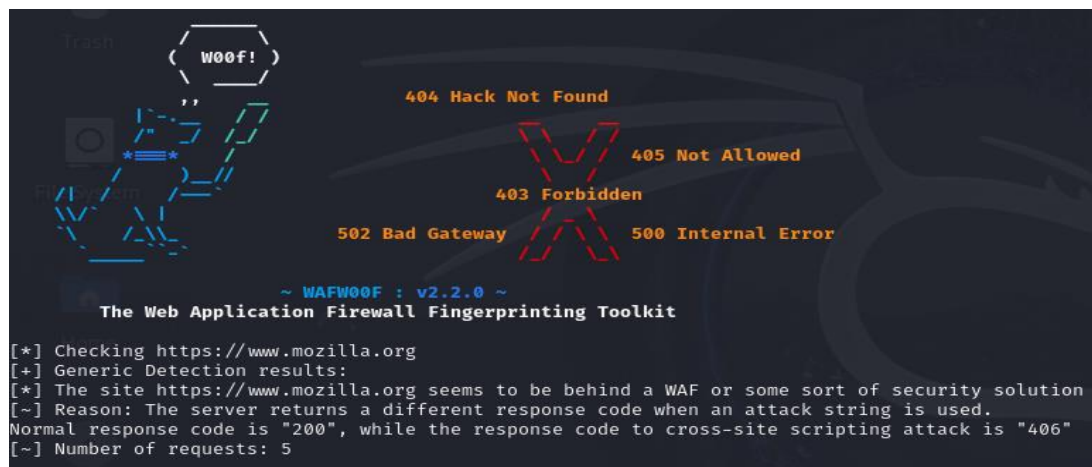 Trash
W00f!
404 Hack Not Found
405 Not Allowed
File System
403 Forbidden
502 Bad Gateway
500 Internal Error
~ WAFW00F : v2.2.0 ~
The Web Application Firewall Fingerprinting Toolkit
[*] Checking https://www.mozilla.org
[+] Generic Detection results:
[*] The site https://www.mozilla.org seems to be behind a WAF or some sort of security solution
[~] Reason: The server returns a different response code when an attack string is used.
Normal response code is "200", while the response code to cross-site scripting attack is "406"
[~] Number of requests: 5